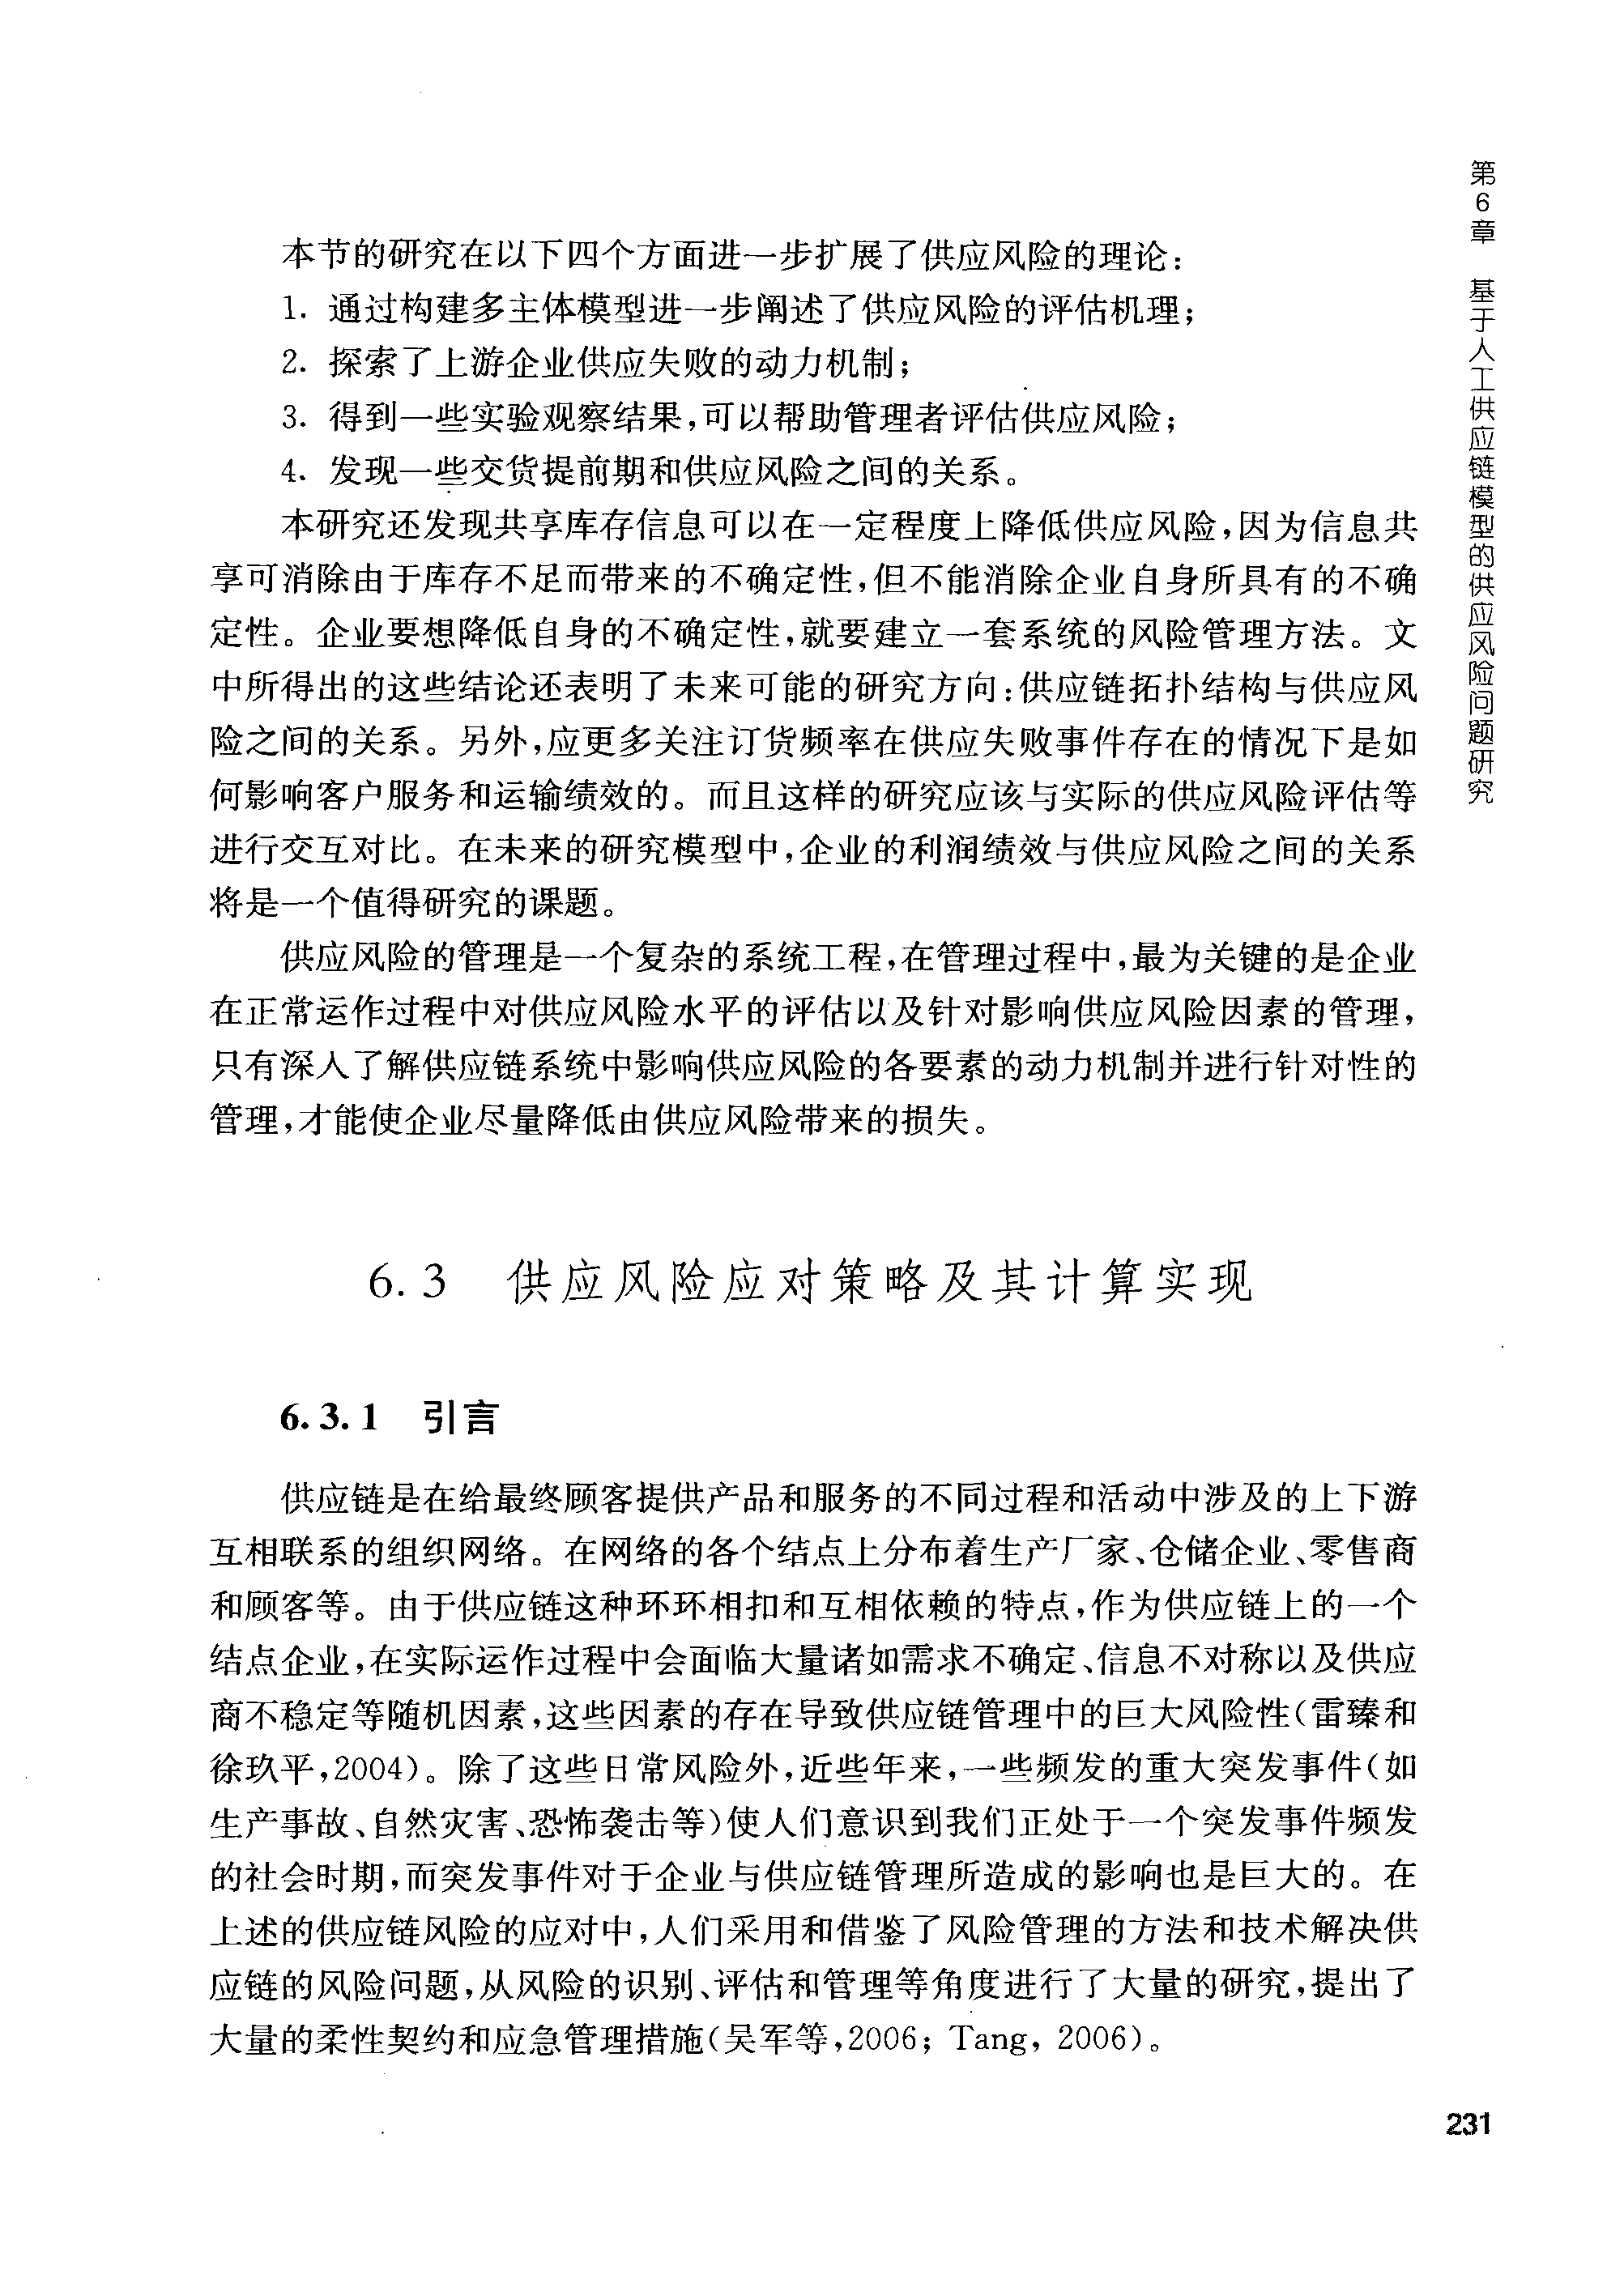 第6章 基于人工供应链模型的供应风险问题研究
本节的研究在以下四个方面进一步扩展了供应风险的理论：
1. 通过构建多主体模型进一步阐述了供应风险的评估机理；
2. 探索了上游企业供应失败的动力机制；
3. 得到一些实验观察结果，可以帮助管理者评估供应风险；
4. 发现一些交货提前期和供应风险之间的关系。
本研究还发现共享库存信息可以在一定程度上降低供应风险，因为信息共
享可消除由于库存不足而带来的不确定性，但不能消除企业自身所具有的不确
定性。企业要想降低自身的不确定性，就要建立一套系统的风险管理方法。文
中所得出的这些结论还表明了未来可能的研究方向：供应链拓扑结构与供应风
险之间的关系。另外，应更多关注订货频率在供应失败事件存在的情况下是如
何影响客户服务和运输绩效的。而且这样的研究应该与实际的供应风险评估等
进行交互对比。在未来的研究模型中，企业的利润绩效与供应风险之间的关系
将是一个值得研究的课题。
供应风险的管理是一个复杂的系统工程，在管理过程中，最为关键的是企业
在正常运作过程中对供应风险水平的评估以及针对影响供应风险因素的管理，
只有深入了解供应链系统中影响供应风险的各要素的动力机制并进行针对性的
管理，才能使企业尽量降低由供应风险带来的损失。
6.3 供应风险应对策略及其计算实现
6.3.1 引言
供应链是在给最终顾客提供产品和服务的不同过程和活动中涉及的上下游
互相联系的组织网络。在网络的各个结点上分布着生产厂家、仓储企业、零售商
和顾客等。由于供应链这种环环相扣和互相依赖的特点，作为供应链上的一个
结点企业，在实际运作过程中会面临大量诸如需求不确定、信息不对称以及供应
商不稳定等随机因素，这些因素的存在导致供应链管理中的巨大风险性（雷臻和
徐玖平，2004）。除了这些日常风险外，近些年来，一些频发的重大突发事件（如
生产事故、自然灾害、恐怖袭击等）使人们意识到我们正处于一个突发事件频发
的社会时期，而突发事件对于企业与供应链管理所造成的影响也是巨大的。在
上述的供应链风险的应对中，人们采用和借鉴了风险管理的方法和技术解决供
应链的风险问题，从风险的识别、评估和管理等角度进行了大量的研究，提出了
大量的柔性契约和应急管理措施（吴军等，2006；Tang，2006）。
231